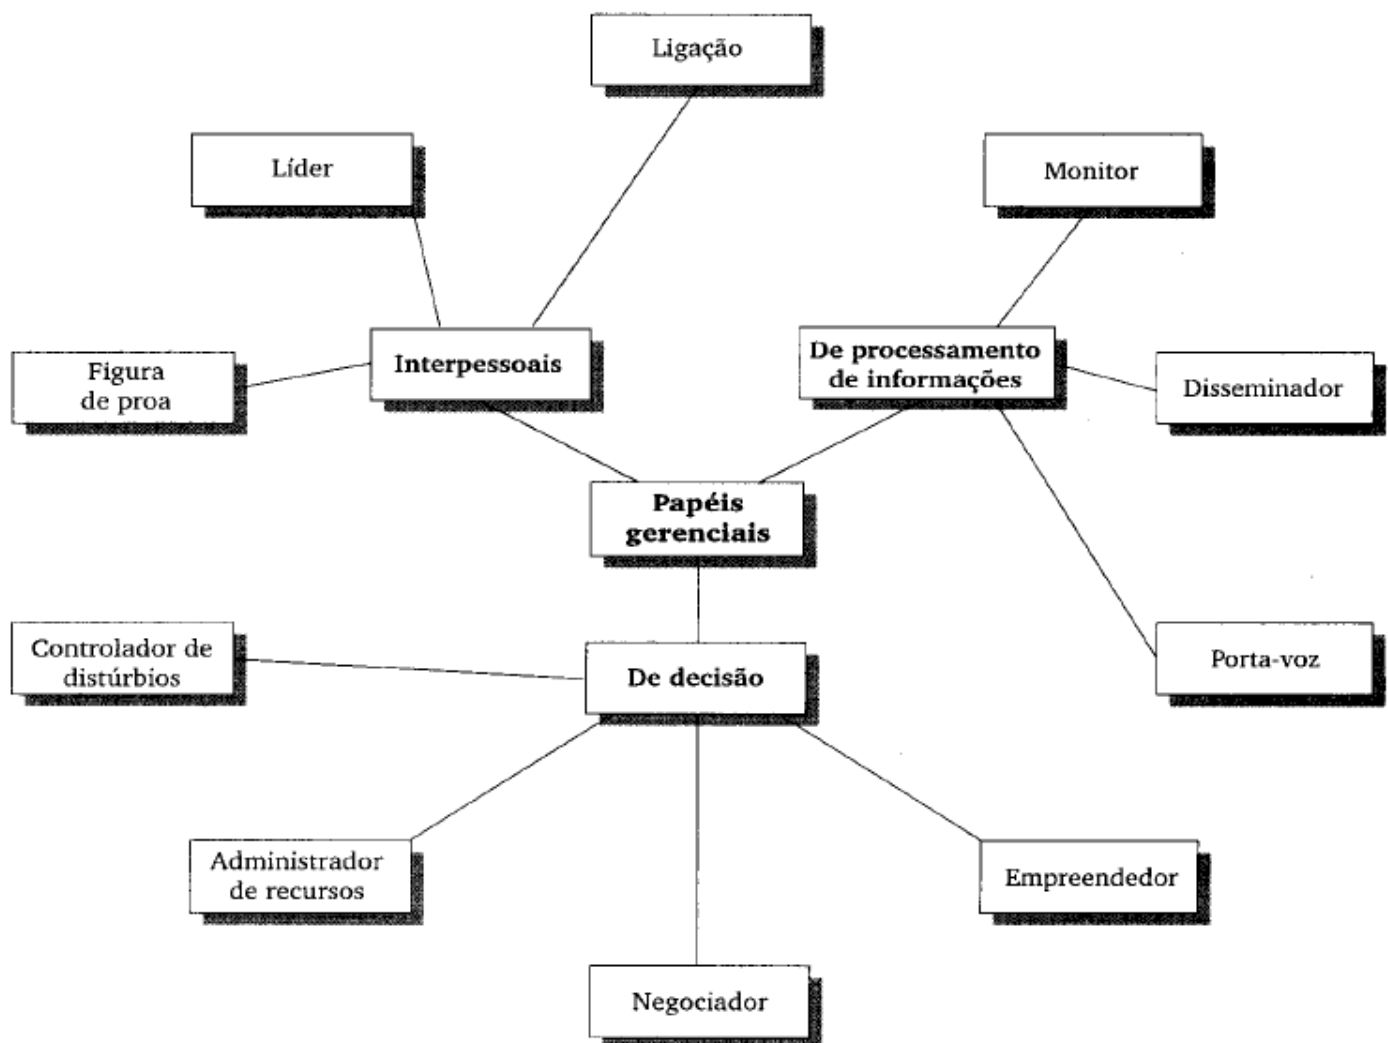 Ligação
Líder
Monitor
Interpessoais
De processamento
de informações
Figura
de proa
Disseminador
Papéis
gerenciais
Controlador de
distúrbios
De decisão
Porta-voz
Administrador
de recursos
Empreendedor
Negociador